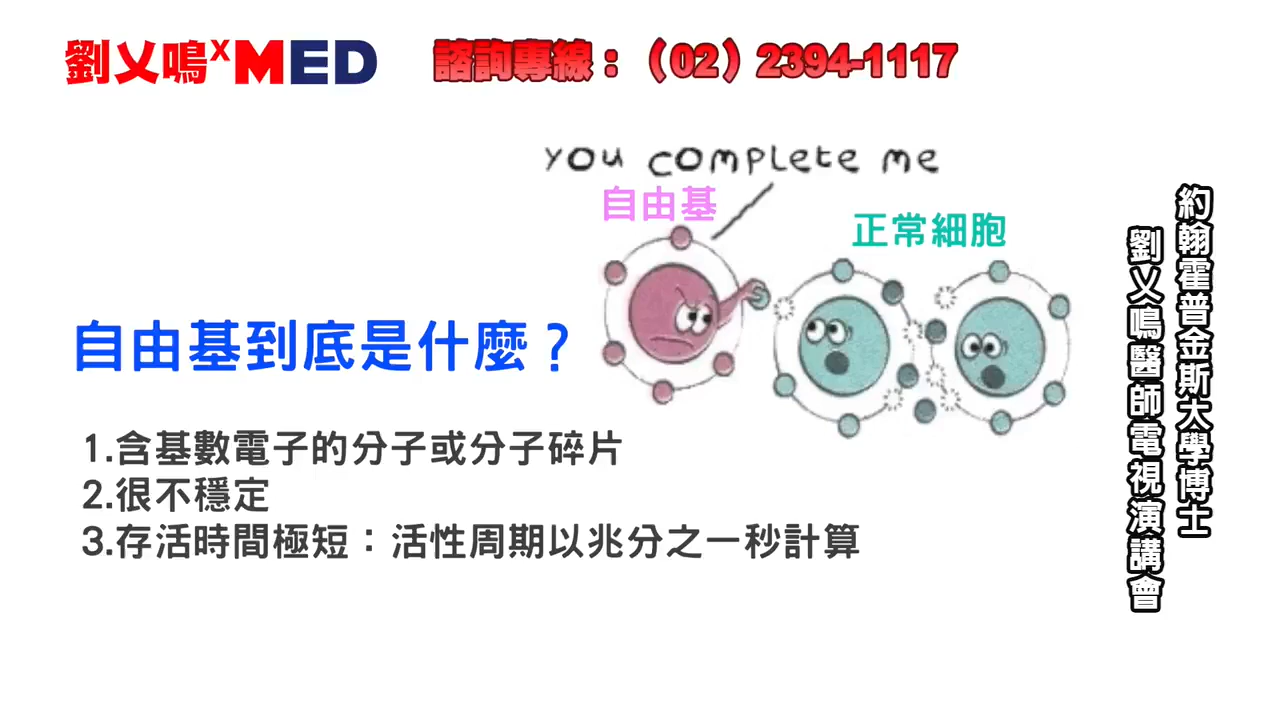 劉乂鳴xMED
諮詢專線：（02）2394-1117
you complete me
自由基
正常細胞
自由基到底是什麼？
1.含基數電子的分子或分子碎片
2.很不穩定
3.存活時間極短：活性周期以兆分之一秒計算
約翰霍普金斯大學博士
劉乂鳴醫師電視演講會